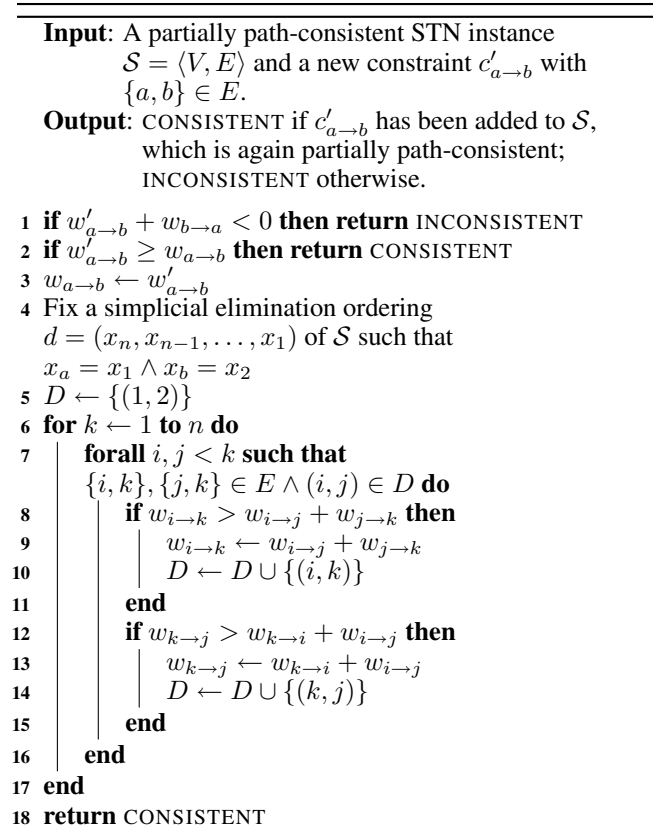 Input: A partially path-consistent STN instance
𝒮 = ⟨V, E⟩ and a new constraint c′_{a→b} with
{a, b} ∈ E.
Output: CONSISTENT if c′_{a→b} has been added to 𝒮,
which is again partially path-consistent;
INCONSISTENT otherwise.
1 if w′_{a→b} + w_{b→a} < 0 then return INCONSISTENT
2 if w′_{a→b} ≥ w_{a→b} then return CONSISTENT
3 w_{a→b} ← w′_{a→b}
4 Fix a simplicial elimination ordering
d = (x_n, x_{n−1}, . . . , x_1) of 𝒮 such that
x_a = x_1 ∧ x_b = x_2
5 D ← {(1, 2)}
6 for k ← 1 to n do
7 forall i, j < k such that
{i, k}, {j, k} ∈ E ∧ (i, j) ∈ D do
8 if w_{i→k} > w_{i→j} + w_{j→k} then
9 w_{i→k} ← w_{i→j} + w_{j→k}
10 D ← D ∪ {(i, k)}
11 end
12 if w_{k→j} > w_{k→i} + w_{i→j} then
13 w_{k→j} ← w_{k→i} + w_{i→j}
14 D ← D ∪ {(k, j)}
15 end
16 end
17 end
18 return CONSISTENT